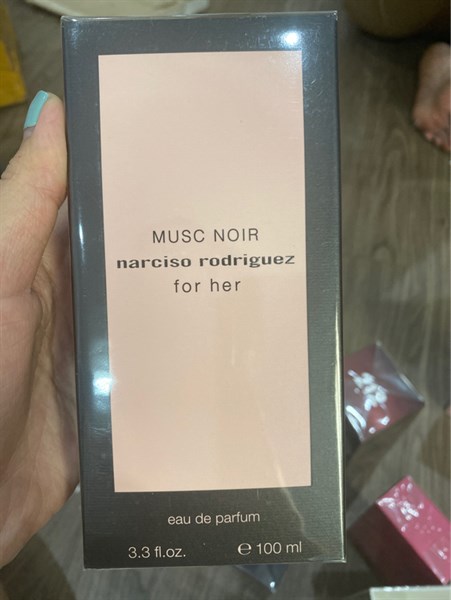 MUSC NOIR
narciso rodriguez
for her
eau de parfum
3.3 fl.oz. ℮ 100 ml